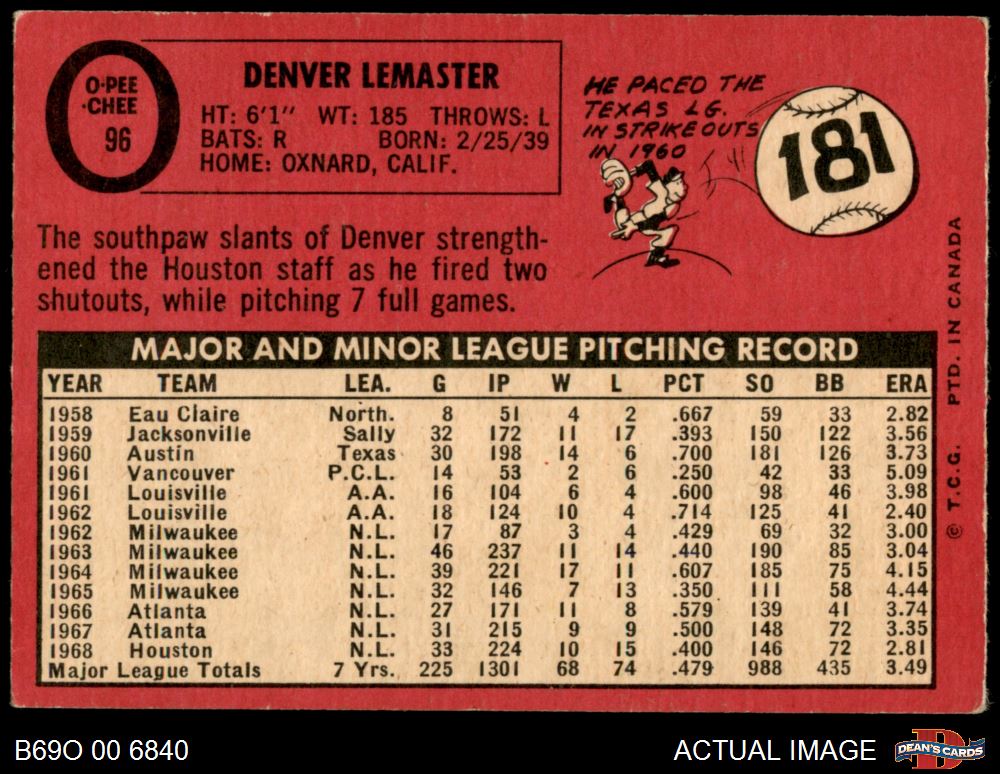 O-PEE
-CHEE
96
DENVER LEMASTER
HT: 6'1" WT: 185 THROWS: L
BATS: R BORN: 2/25/39
HOME: OXNARD, CALIF.
HE PACED THE
TEXAS LG.
IN STRIKEOUTS
IN 1960
181
The southpaw slants of Denver strength-
ened the Houston staff as he fired two
shutouts, while pitching 7 full games.
MAJOR AND MINOR LEAGUE PITCHING RECORD
YEAR TEAM LEA. G IP W L PCT SO BB ERA
1958 Eau Claire North. 8 51 4 2 .667 59 33 2.82
1959 Jacksonville Sally 32 172 11 17 .393 150 122 3.56
1960 Austin Texas 30 198 14 6 .700 181 126 3.73
1961 Vancouver P.C.L. 14 53 2 6 .250 42 33 5.09
1961 Louisville A.A. 16 104 6 4 .600 98 46 3.98
1962 Louisville A.A. 18 124 10 4 .714 125 41 2.40
1962 Milwaukee N.L. 17 87 3 4 .429 69 32 3.00
1963 Milwaukee N.L. 46 237 11 14 .440 190 85 3.04
1964 Milwaukee N.L. 39 221 17 11 .607 185 75 4.15
1965 Milwaukee N.L. 32 146 7 13 .350 111 58 4.44
1966 Atlanta N.L. 27 171 11 8 .579 139 41 3.74
1967 Atlanta N.L. 31 215 9 9 .500 148 72 3.35
1968 Houston N.L. 33 224 10 15 .400 146 72 2.81
Major League Totals 7 Yrs. 225 1301 68 74 .479 988 435 3.49
© T.C.G. PTD. IN CANADA
B69O 00 6840
ACTUAL IMAGE
DEAN'S CARDS